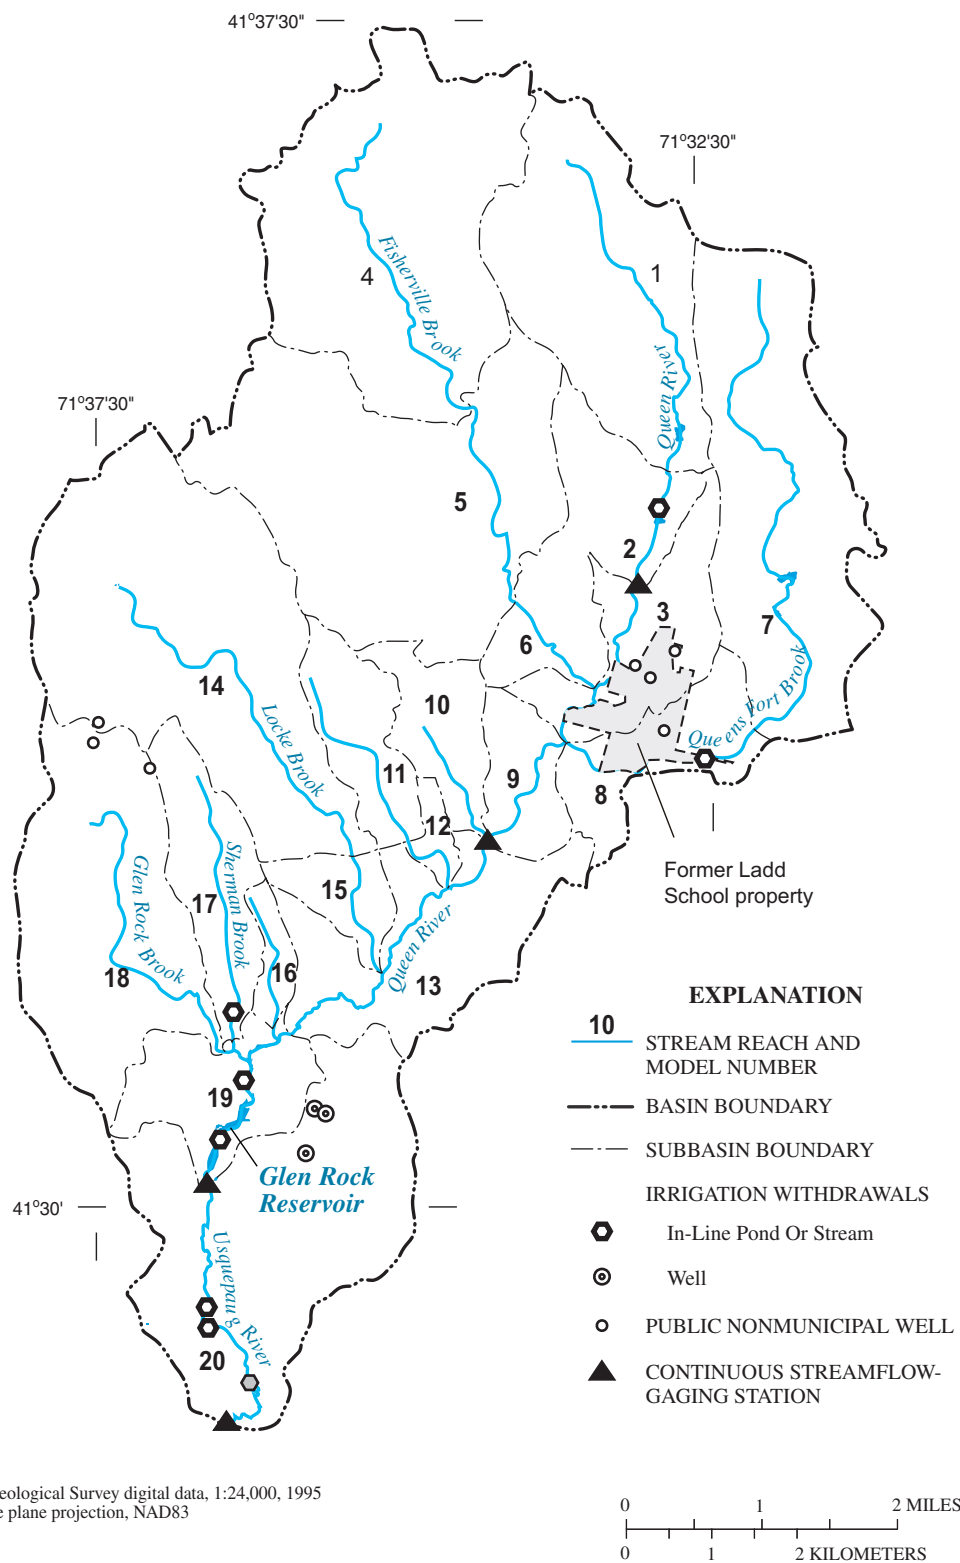 41°37'30"
71°32'30"
1
Fisherville Brook
4
Queen River
71°37'30"
5
2
3
7
6
14
10
Locke Brook
Queens Fort Brook
11
9
8
12
Former Ladd
School property
Glen Rock Brook
Sherman Brook
17
15
Queen River
18
16
13
19
Glen Rock
Reservoir
41°30'
Usquepaug River
20
EXPLANATION
10
STREAM REACH AND
MODEL NUMBER
BASIN BOUNDARY
SUBBASIN BOUNDARY
IRRIGATION WITHDRAWALS
In-Line Pond Or Stream
Well
PUBLIC NONMUNICIPAL WELL
CONTINUOUS STREAMFLOW-
GAGING STATION
eological Survey digital data, 1:24,000, 1995
e plane projection, NAD83
0 1 2 MILES
0 1 2 KILOMETERS